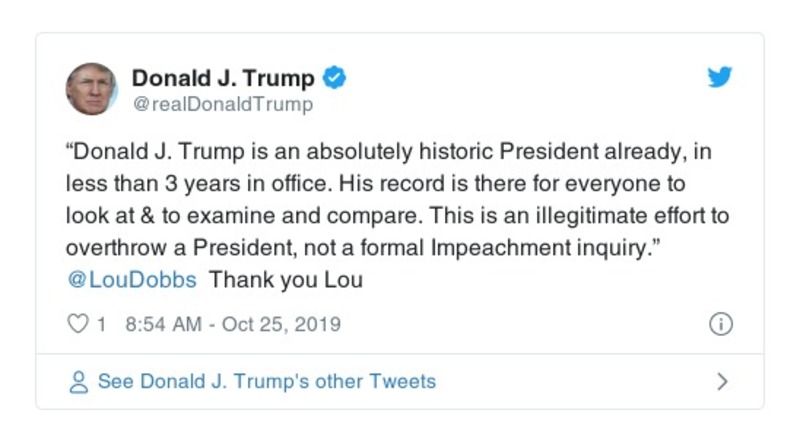 Donald J. Trump
@realDonaldTrump
“Donald J. Trump is an absolutely historic President already, in
less than 3 years in office. His record is there for everyone to
look at & to examine and compare. This is an illegitimate effort to
overthrow a President, not a formal Impeachment inquiry.”
@LouDobbs Thank you Lou
1 8:54 AM - Oct 25, 2019
See Donald J. Trump's other Tweets